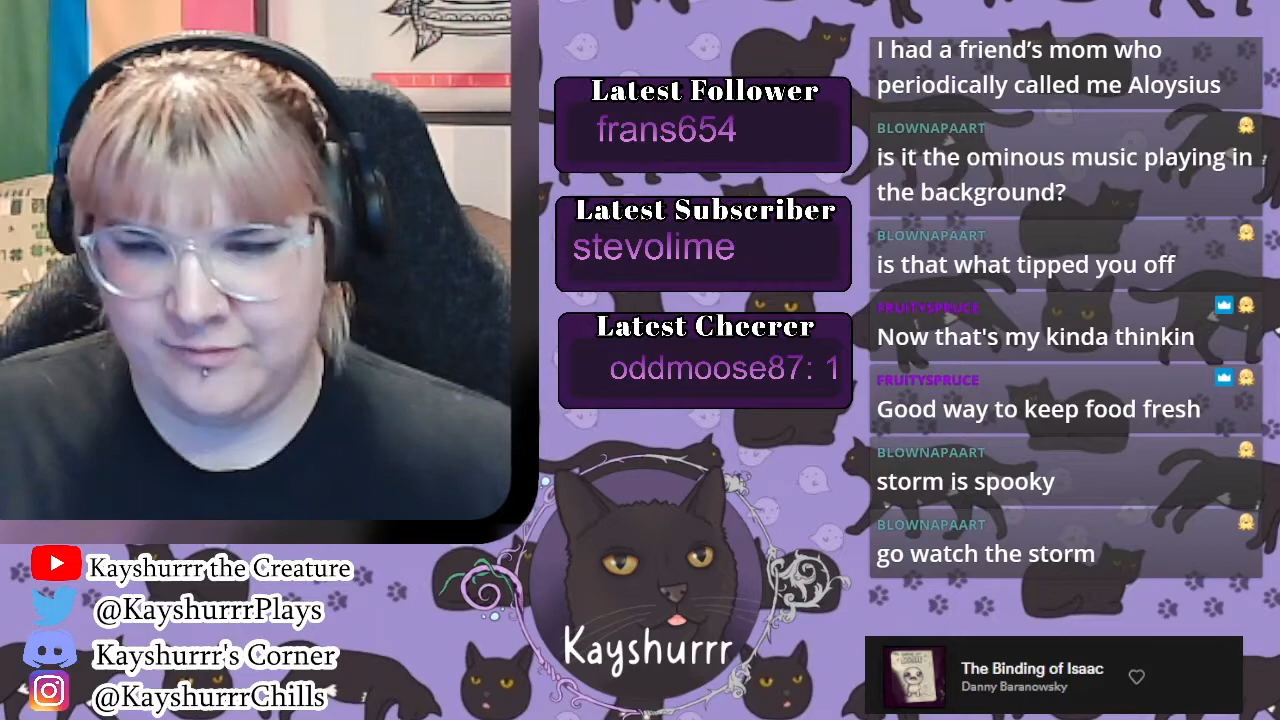 Latest Follower
frans654
Latest Subscriber
stevolime
Latest Cheerer
oddmoose87: 1
Kayshurrr the Creature
@KayshurrrPlays
Kayshurrr's Corner
@KayshurrrChills
Kayshurrr
I had a friend’s mom who
periodically called me Aloysius
BLOWNAPAART
is it the ominous music playing in
the background?
BLOWNAPAART
is that what tipped you off
FRUITYSPRUCE
Now that's my kinda thinkin
FRUITYSPRUCE
Good way to keep food fresh
BLOWNAPAART
storm is spooky
BLOWNAPAART
go watch the storm
The Binding of Isaac
Danny Baranowsky